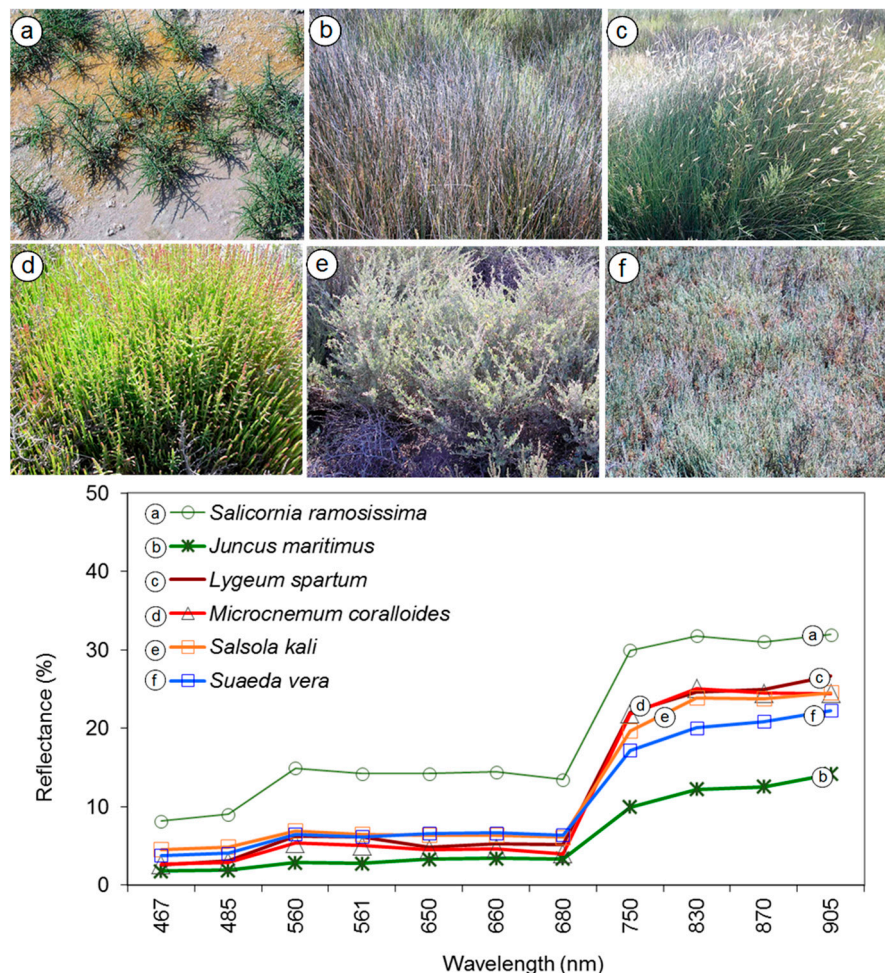 a
b
c
d
e
f
50
40
30
20
10
0
Reflectance (%)
a Salicornia ramosissima
b Juncus maritimus
c Lygeum spartum
d Microcnemum coralloides
e Salsola kali
f Suaeda vera
a
c
d
e
f
b
467 485 560 561 650 660 680 750 830 870 905
Wavelength (nm)